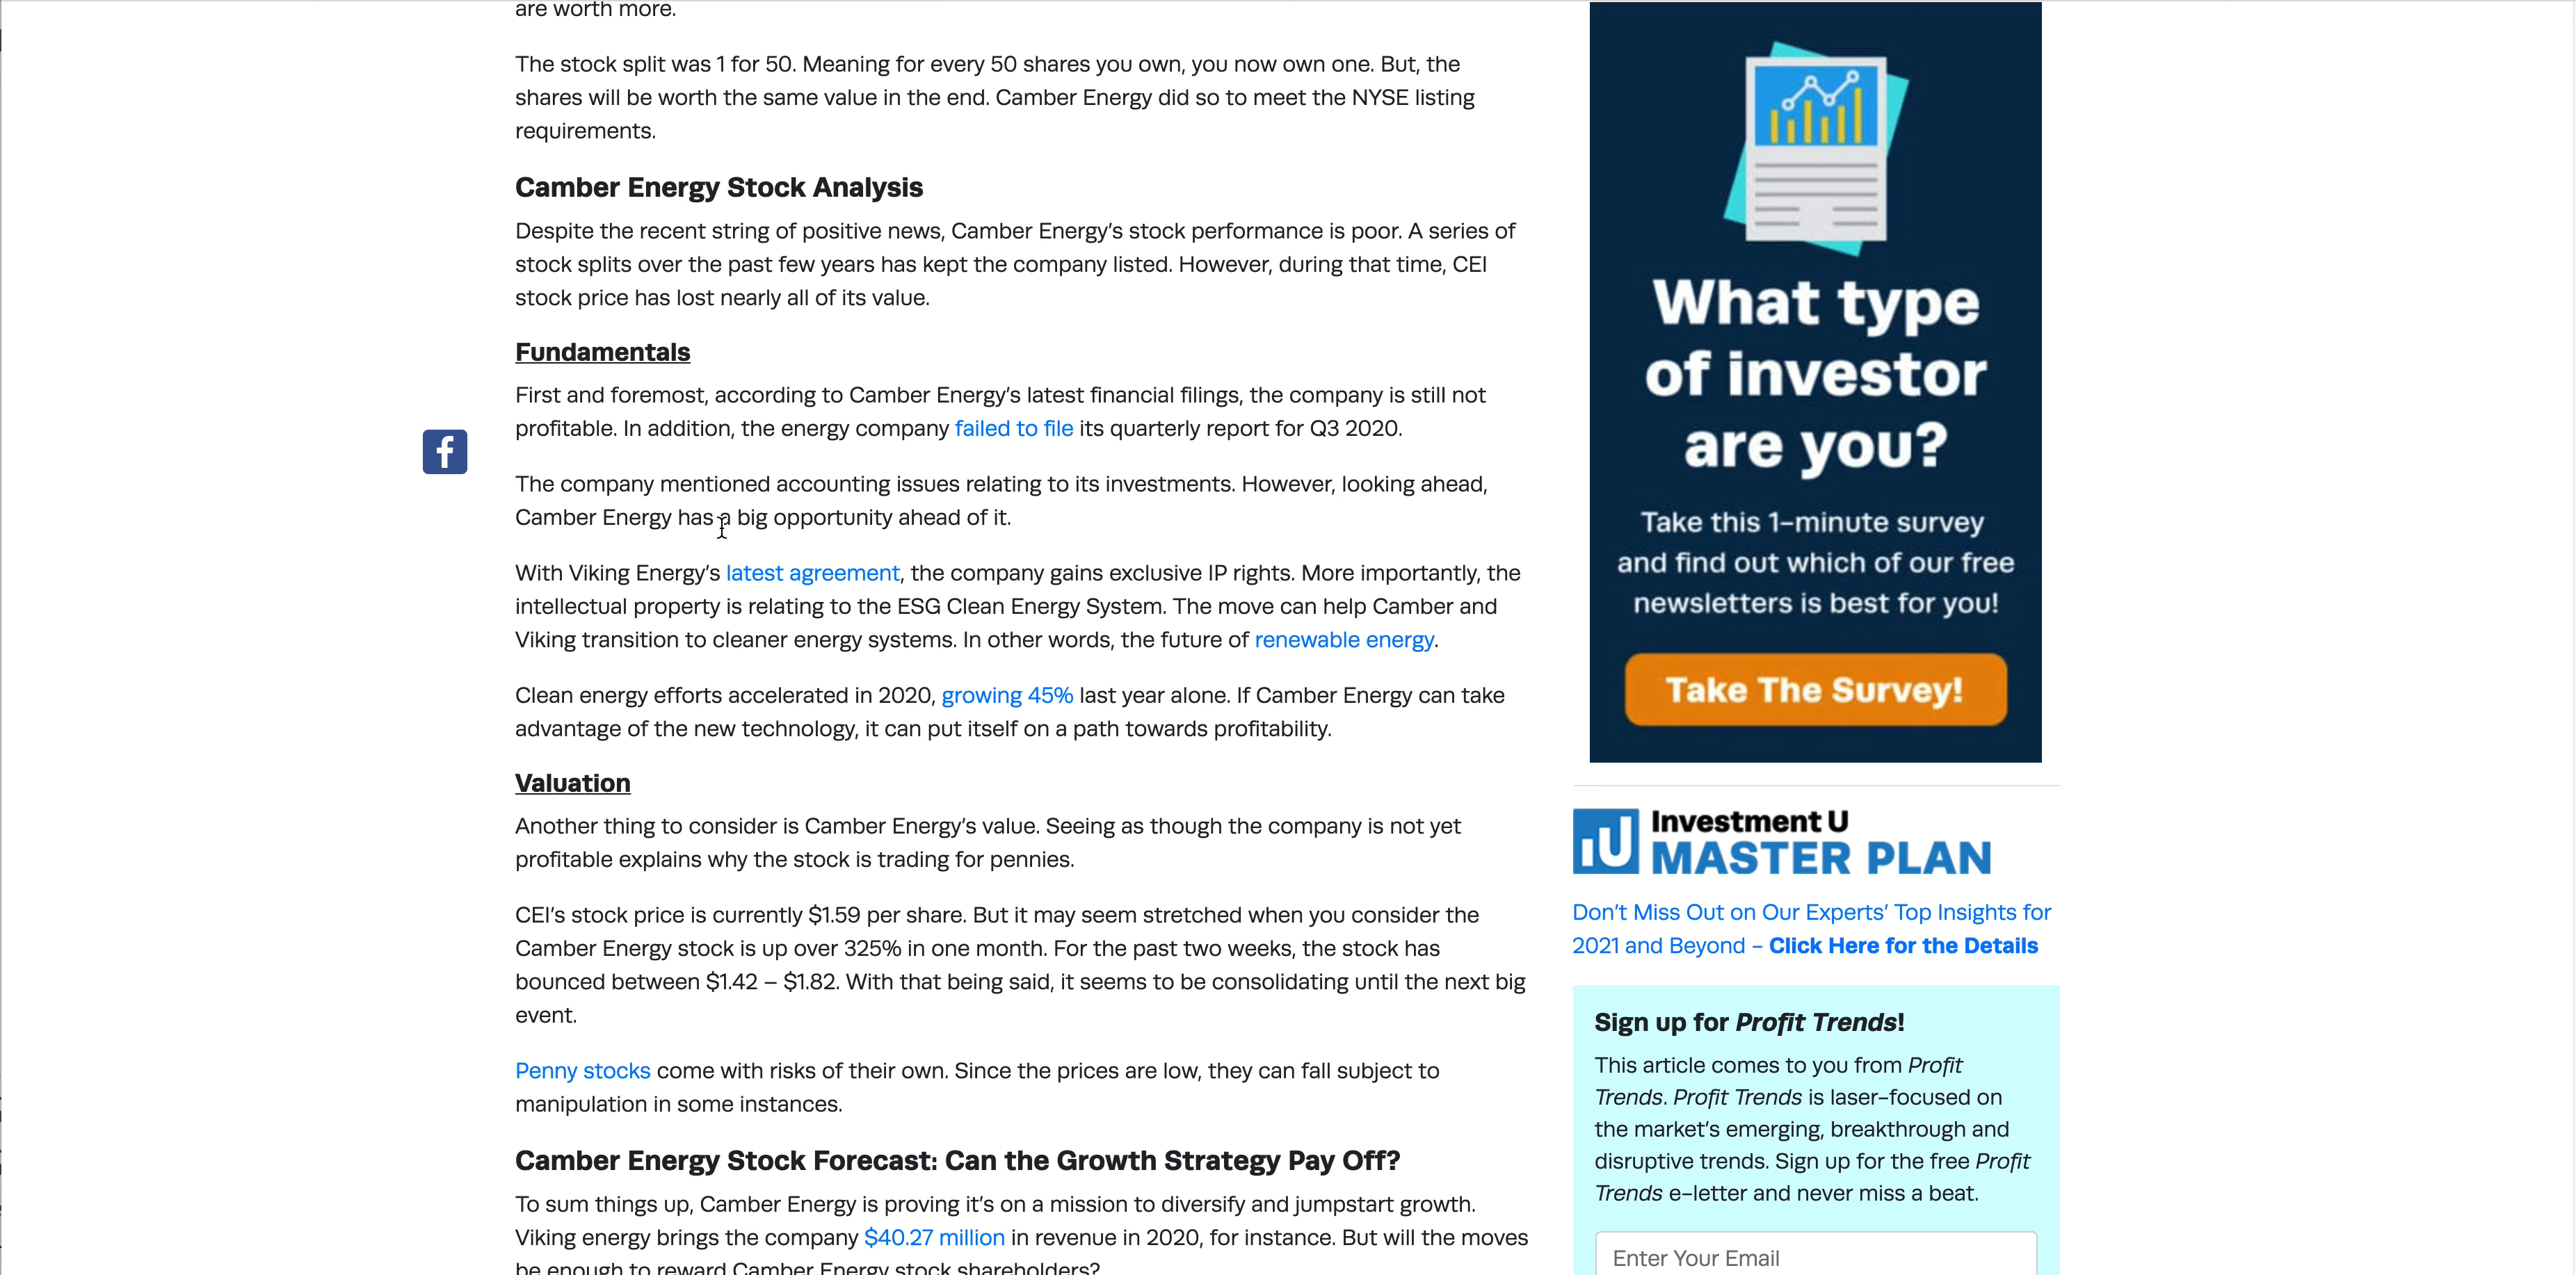 are worth more.
The stock split was 1 for 50. Meaning for every 50 shares you own, you now own one. But, the
shares will be worth the same value in the end. Camber Energy did so to meet the NYSE listing
requirements.
Camber Energy Stock Analysis
Despite the recent string of positive news, Camber Energy's stock performance is poor. A series of
stock splits over the past few years has kept the company listed. However, during that time, CEI
stock price has lost nearly all of its value.
Fundamentals
First and foremost, according to Camber Energy's latest financial filings, the company is still not
profitable. In addition, the energy company failed to file its quarterly report for Q3 2020.
The company mentioned accounting issues relating to its investments. However, looking ahead,
Camber Energy has a big opportunity ahead of it.
With Viking Energy's latest agreement, the company gains exclusive IP rights. More importantly, the
intellectual property is relating to the ESG Clean Energy System. The move can help Camber and
Viking transition to cleaner energy systems. In other words, the future of renewable energy.
Clean energy efforts accelerated in 2020, growing 45% last year alone. If Camber Energy can take
advantage of the new technology, it can put itself on a path towards profitability.
Valuation
Another thing to consider is Camber Energy's value. Seeing as though the company is not yet
profitable explains why the stock is trading for pennies.
CEI's stock price is currently $1.59 per share. But it may seem stretched when you consider the
Camber Energy stock is up over 325% in one month. For the past two weeks, the stock has
bounced between $1.42 – $1.82. With that being said, it seems to be consolidating until the next big
event.
Penny stocks come with risks of their own. Since the prices are low, they can fall subject to
manipulation in some instances.
Camber Energy Stock Forecast: Can the Growth Strategy Pay Off?
To sum things up, Camber Energy is proving it's on a mission to diversify and jumpstart growth.
Viking energy brings the company $40.27 million in revenue in 2020, for instance. But will the moves
be enough to reward Camber Energy stock shareholders?
What type
of investor
are you?
Take this 1-minute survey
and find out which of our free
newsletters is best for you!
Take The Survey!
Investment U
MASTER PLAN
Don't Miss Out on Our Experts' Top Insights for
2021 and Beyond – Click Here for the Details
Sign up for Profit Trends!
This article comes to you from Profit
Trends. Profit Trends is laser-focused on
the market's emerging, breakthrough and
disruptive trends. Sign up for the free Profit
Trends e-letter and never miss a beat.
Enter Your Email